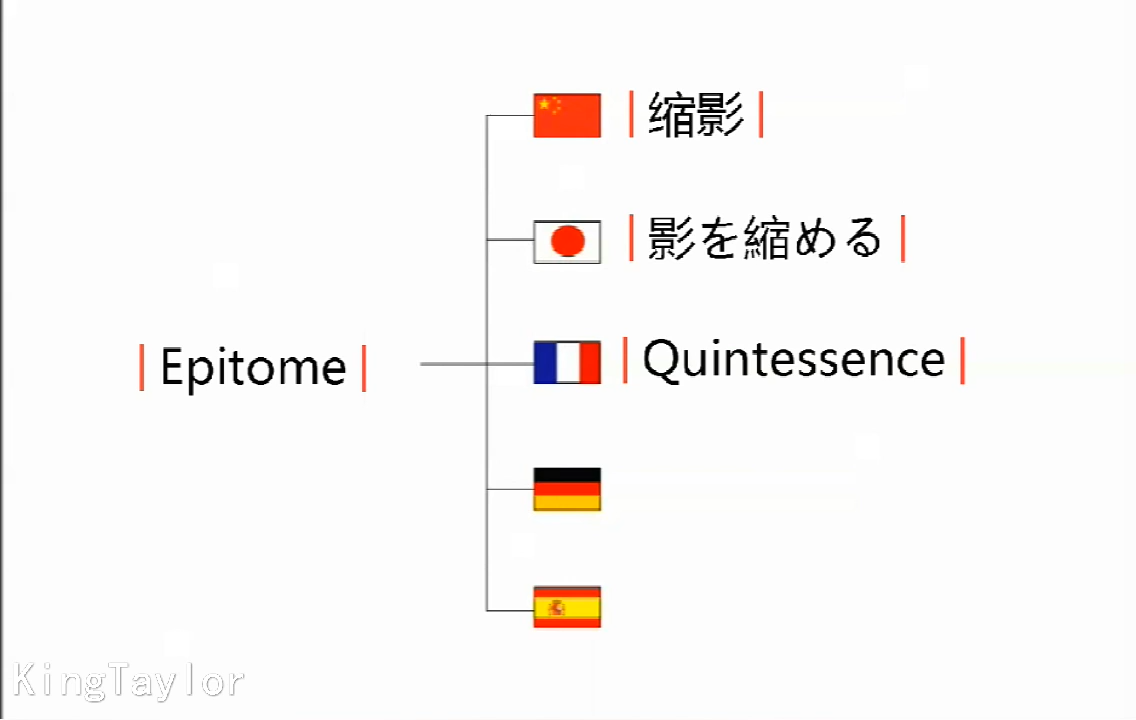 缩影
影を縮める
Epitome
Quintessence
KingTaylor